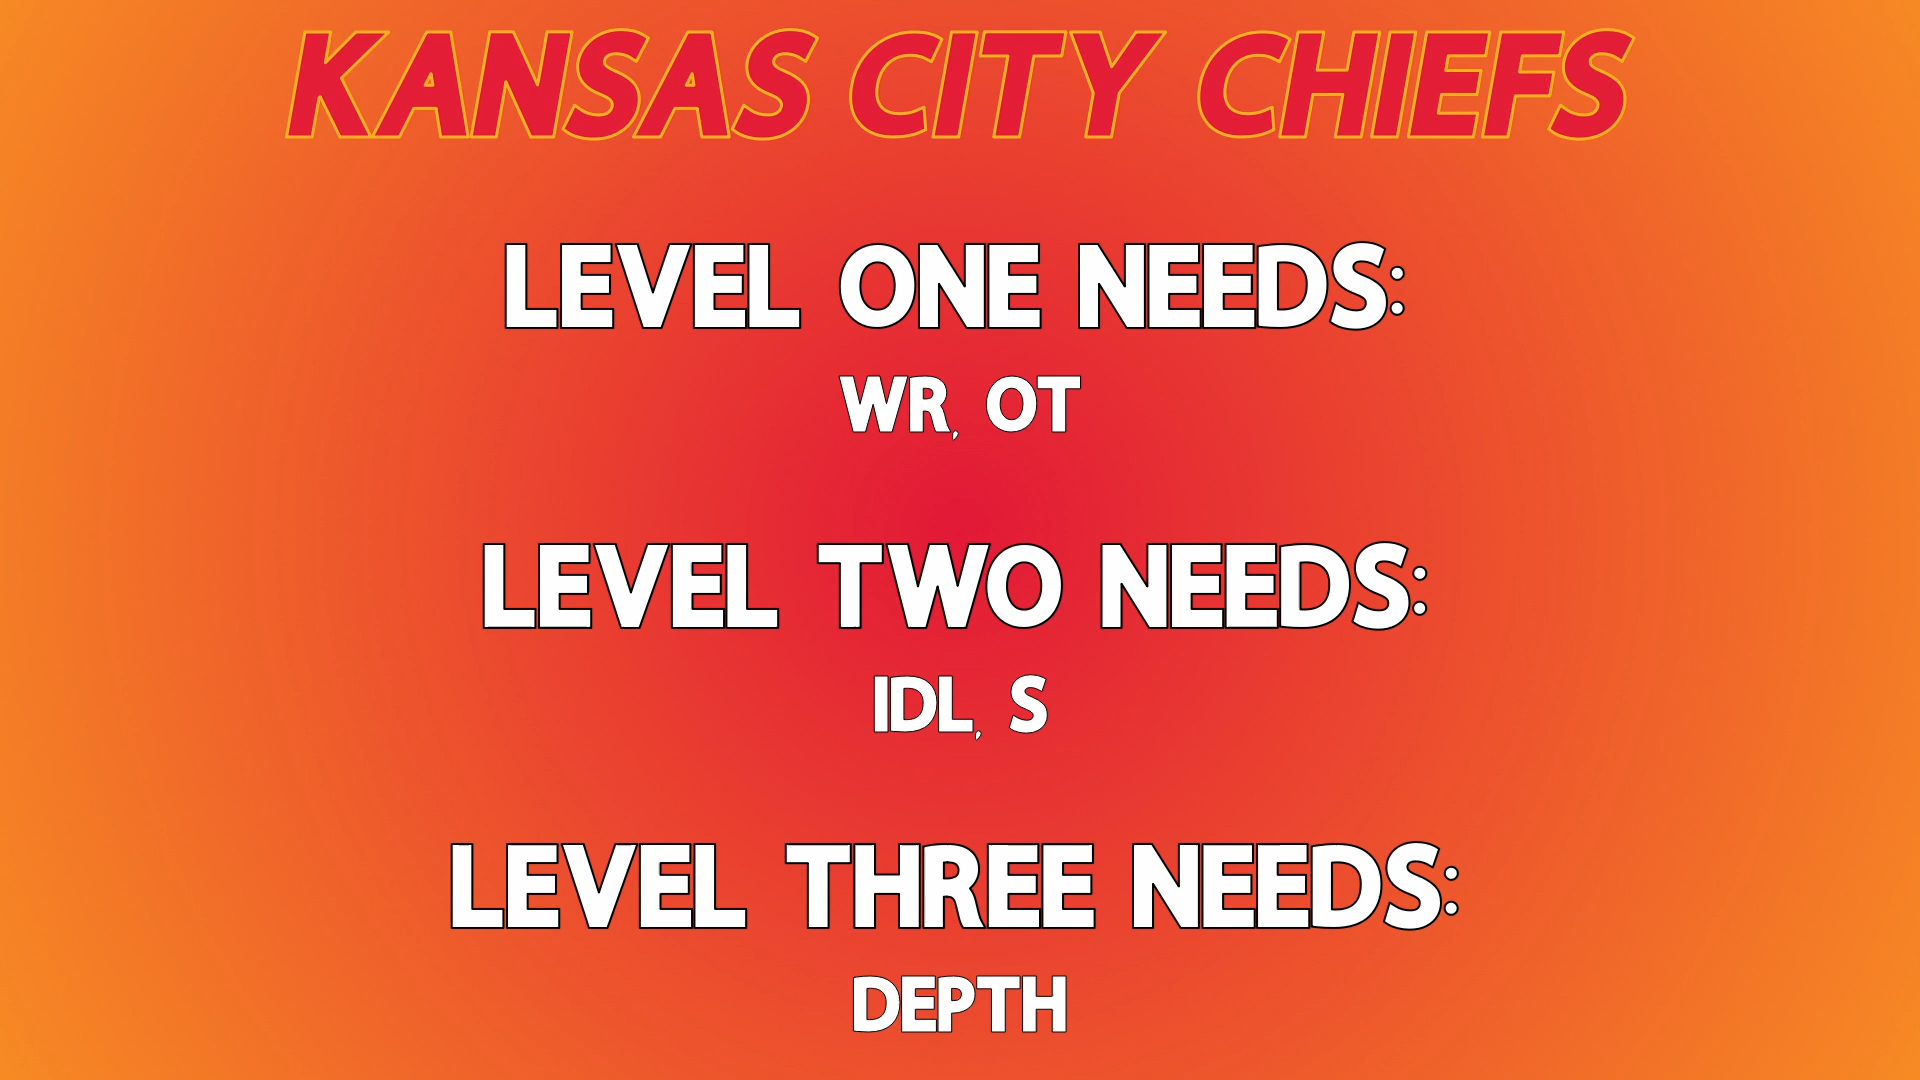 KANSAS CITY CHIEFS
LEVEL ONE NEEDS:
WR, OT
LEVEL TWO NEEDS:
IDL, S
LEVEL THREE NEEDS:
DEPTH